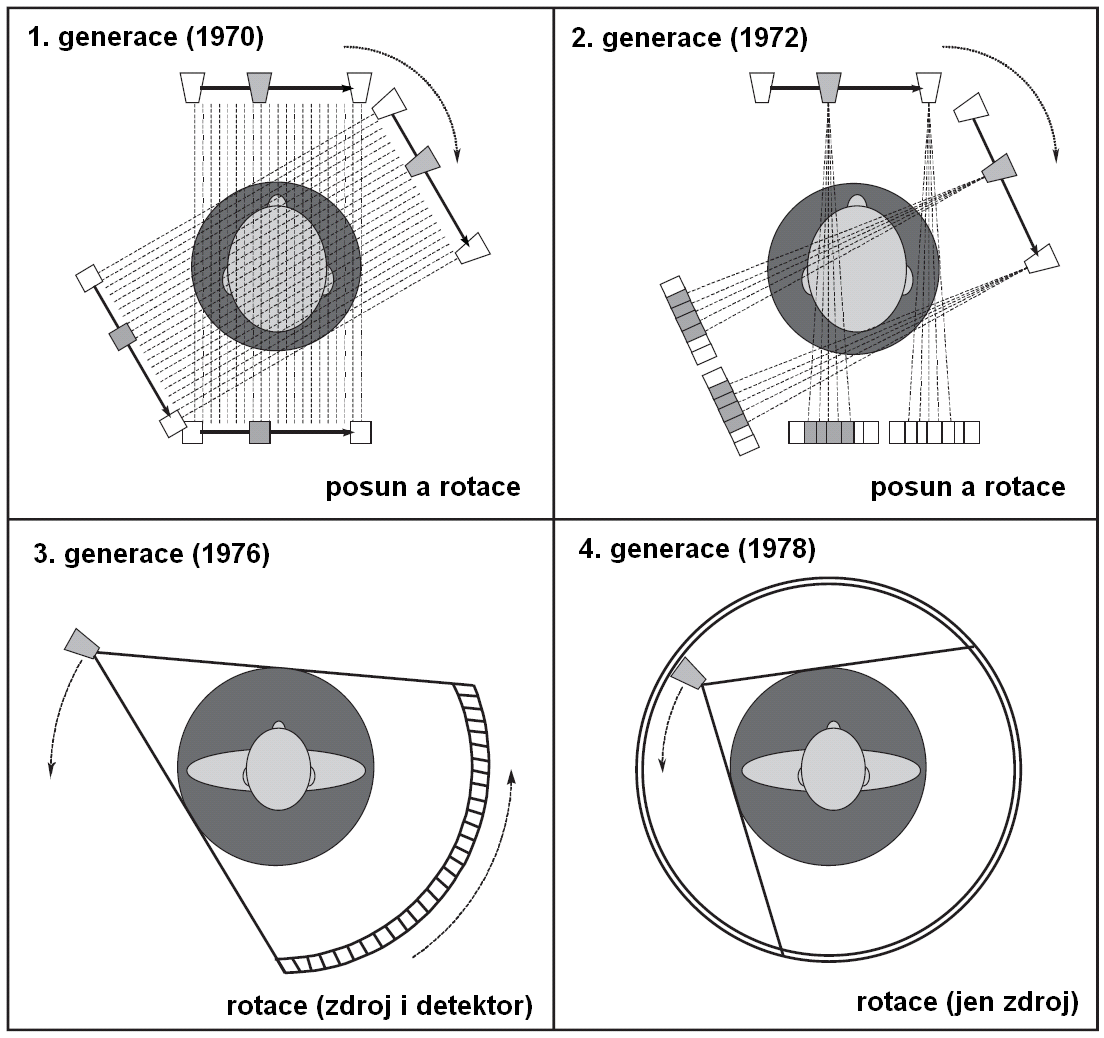 1. generace (1970)
posun a rotace
2. generace (1972)
posun a rotace
3. generace (1976)
rotace (zdroj i detektor)
4. generace (1978)
rotace (jen zdroj)